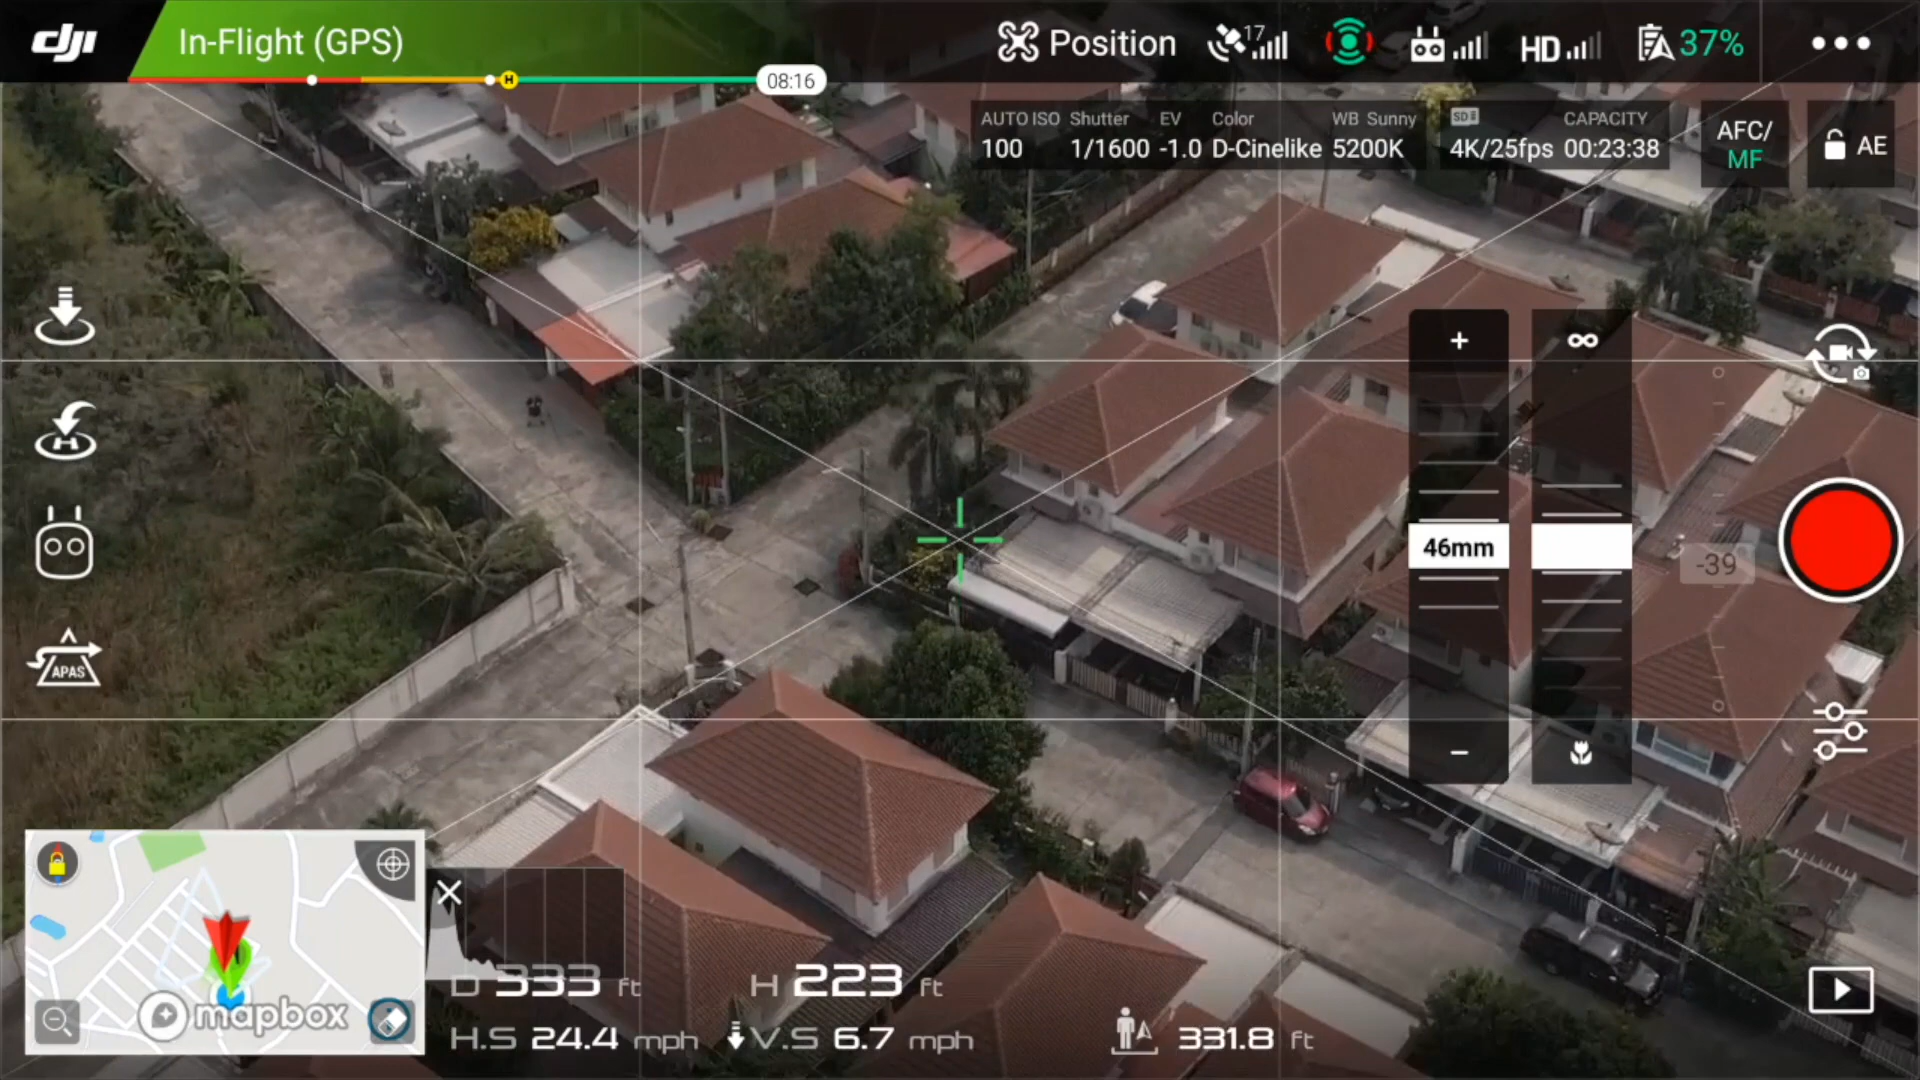 dji
In-Flight (GPS)
Position
17
HD
37%
H
08:16
AUTO ISO Shutter EV Color WB Sunny SD CAPACITY
100 1/1600 -1.0 D-Cinelike 5200K 4K/25fps 00:23:38
AFC/
MF
AE
+
∞
46mm
-39
−
H
APAS
mapbox
D 333 ft
H 223 ft
H.S 24.4 mph
V.S 6.7 mph
331.8 ft